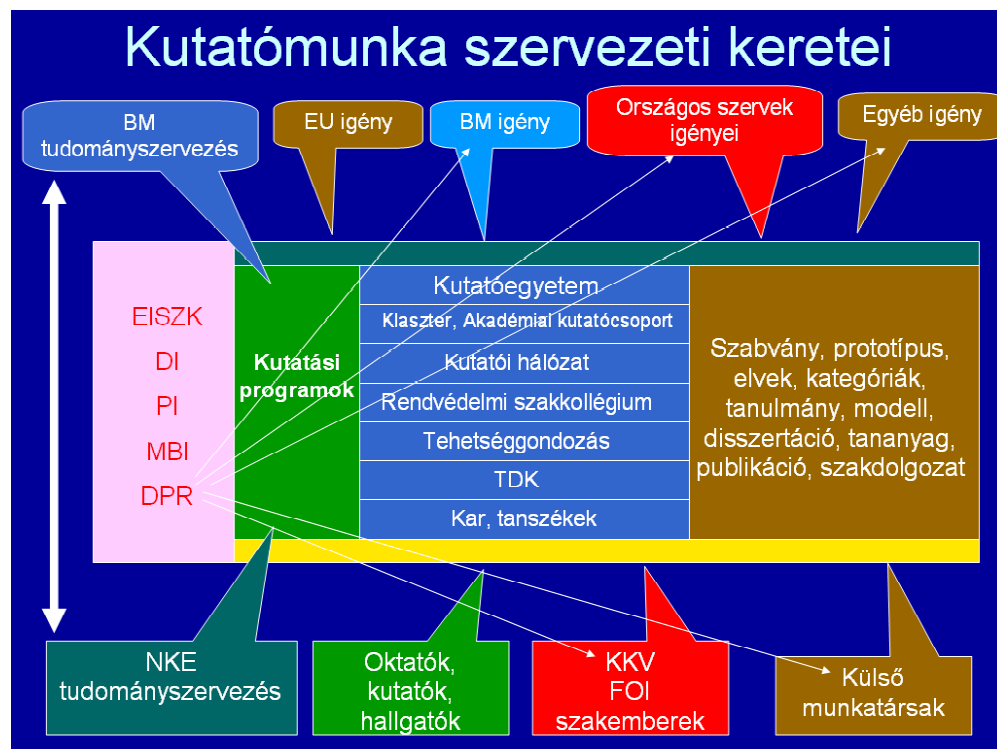 Kutatómunka szervezeti keretei
BM
tudományszervezés
EU igény
BM igény
Országos szervek
igényei
Egyéb igény
EISZK
DI
PI
MBI
DPR
Kutatási
programok
Kutatóegyetem
Klaszter, Akadémiai kutatócsoport
Kutatói hálózat
Rendvédelmi szakkollégium
Tehetséggondozás
TDK
Kar, tanszékek
Szabvány, prototípus,
elvek, kategóriák,
tanulmány, modell,
disszertáció, tananyag,
publikáció, szakdolgozat
NKE
tudományszervezés
Oktatók,
kutatók,
hallgatók
KKV
FOI
szakemberek
Külső
munkatársak